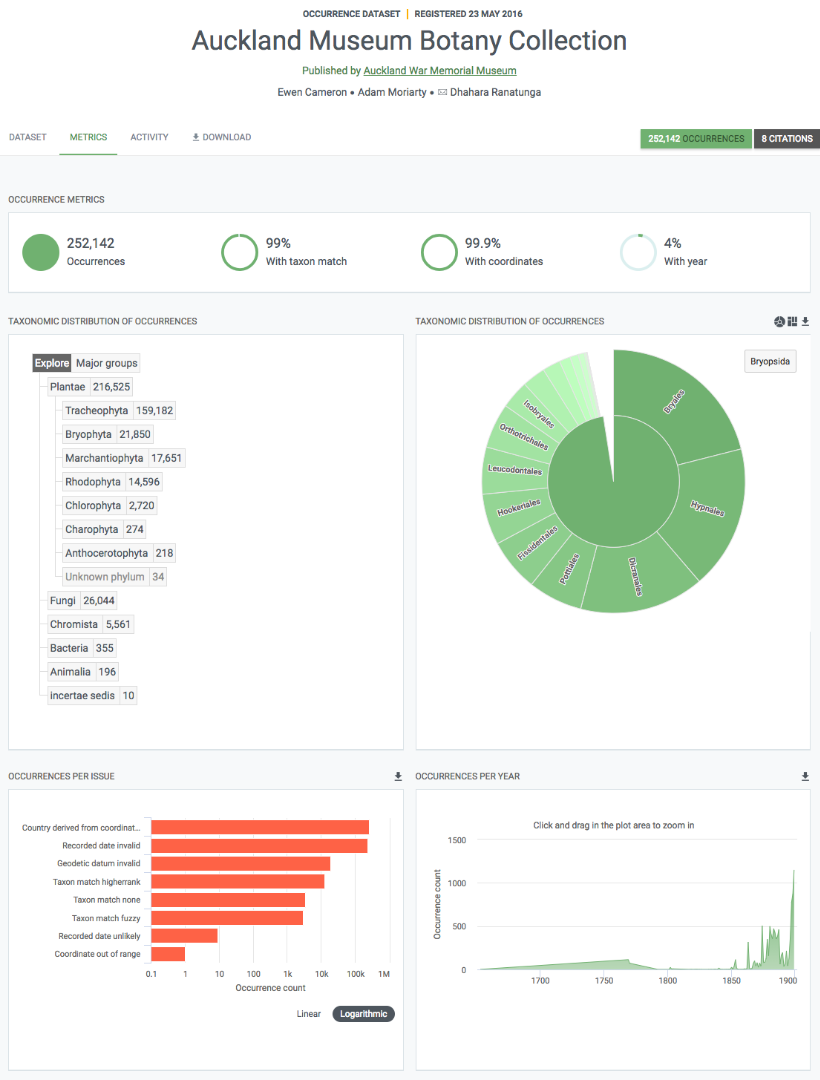 OCCURRENCE DATASET | REGISTERED 23 MAY 2016
Auckland Museum Botany Collection
Published by Auckland War Memorial Museum
Ewen Cameron • Adam Moriarty • Dhahara Ranatunga
DATASET METRICS ACTIVITY DOWNLOAD
252,142 OCCURRENCES 8 CITATIONS
OCCURRENCE METRICS
252,142
Occurrences
99%
With taxon match
99.9%
With coordinates
4%
With year
TAXONOMIC DISTRIBUTION OF OCCURRENCES
Explore Major groups
Plantae 216,525
Tracheophyta 159,182
Bryophyta 21,850
Marchantiophyta 17,651
Rhodophyta 14,596
Chlorophyta 2,720
Charophyta 274
Anthocerotophyta 218
Unknown phylum 34
Fungi 26,044
Chromista 5,561
Bacteria 355
Animalia 196
incertae sedis 10
TAXONOMIC DISTRIBUTION OF OCCURRENCES
Bryopsida
Bryales
Hypnales
Dicranales
Pottiales
Fissidentales
Hookeriales
Leucodontales
Orthotrichales
Isobryales
OCCURRENCES PER ISSUE
Country derived from coordinat...
Recorded date invalid
Geodetic datum invalid
Taxon match higherrank
Taxon match none
Taxon match fuzzy
Recorded date unlikely
Coordinate out of range
0.1 1 10 100 1k 10k 100k 1M
Occurrence count
Linear Logarithmic
OCCURRENCES PER YEAR
Click and drag in the plot area to zoom in
Occurrence count
1500
1000
500
0
1700 1750 1800 1850 1900